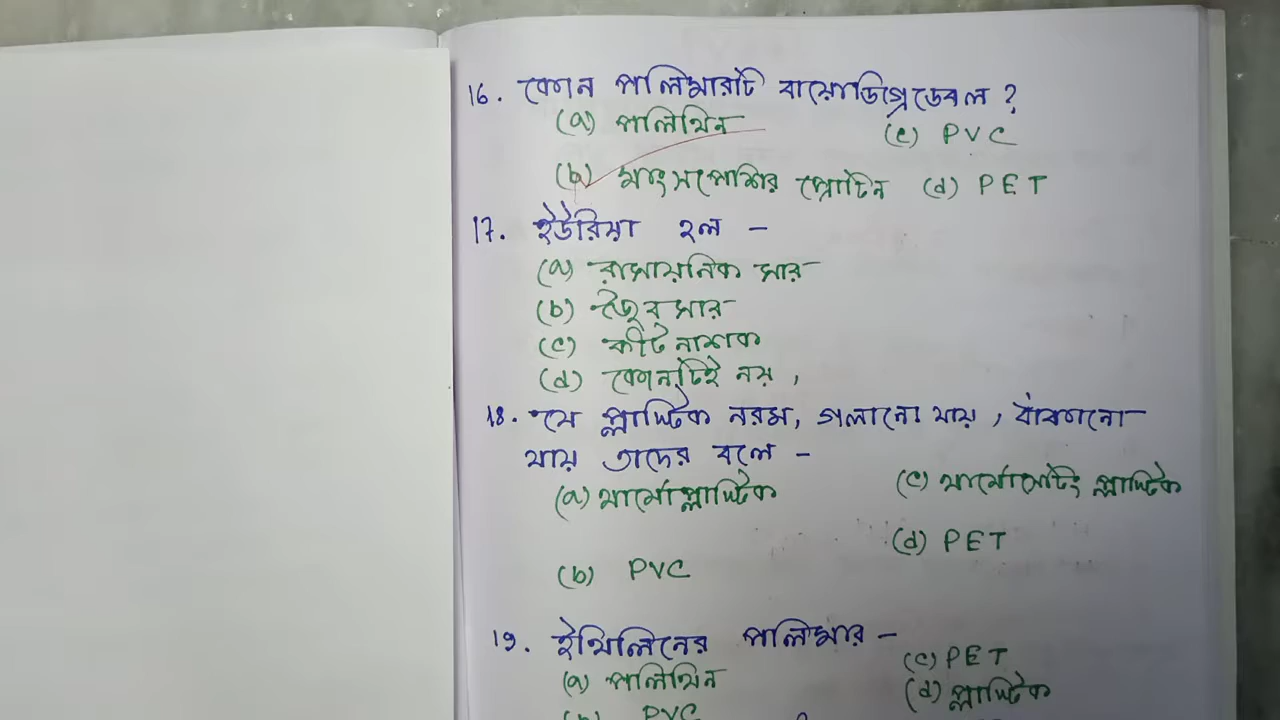 16. কোন পলিমারটি বায়োডিগ্রেডেবল ?
(a) পলিথিন (c) PVC
(b) মাংসপেশির প্রোটিন (d) PET
17. ইউরিয়া হল -
(a) রাসায়নিক সার
(b) জৈব সার
(c) কীটনাশক
(d) কোনটিই নয় ,
18. যে প্লাস্টিক নরম, গলানো যায় , বাঁকানো
যায় তাদের বলে -
(a) থার্মোপ্লাস্টিক (c) থার্মোসেটিং প্লাস্টিক
(b) PVC (d) PET
19. ইথিলিনের পলিমার -
(a) পলিথিন (c) PET
(b) PVC (d) প্লাস্টিক